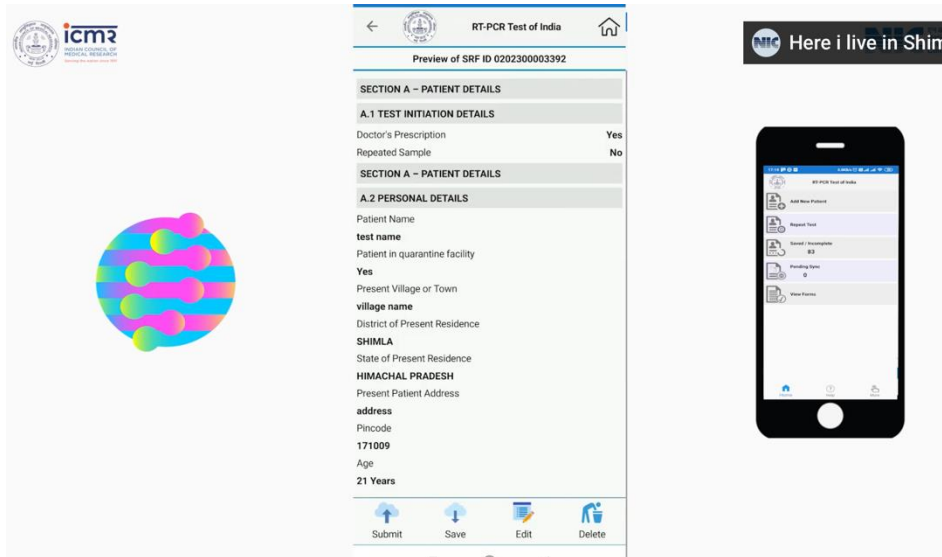 icmr
INDIAN COUNCIL OF
MEDICAL RESEARCH
RT-PCR Test of India
Preview of SRF ID 0202300003392
SECTION A – PATIENT DETAILS
A.1 TEST INITIATION DETAILS
Doctor's Prescription Yes
Repeated Sample No
SECTION A – PATIENT DETAILS
A.2 PERSONAL DETAILS
Patient Name
test name
Patient in quarantine facility
Yes
Present Village or Town
village name
District of Present Residence
SHIMLA
State of Present Residence
HIMACHAL PRADESH
Present Patient Address
address
Pincode
171009
Age
21 Years
Submit Save Edit Delete
NIC Here i live in Shim
RT-PCR Test of India
Add New Patient
Repeat Test
Saved / Incomplete
83
Pending Sync
0
View Forms